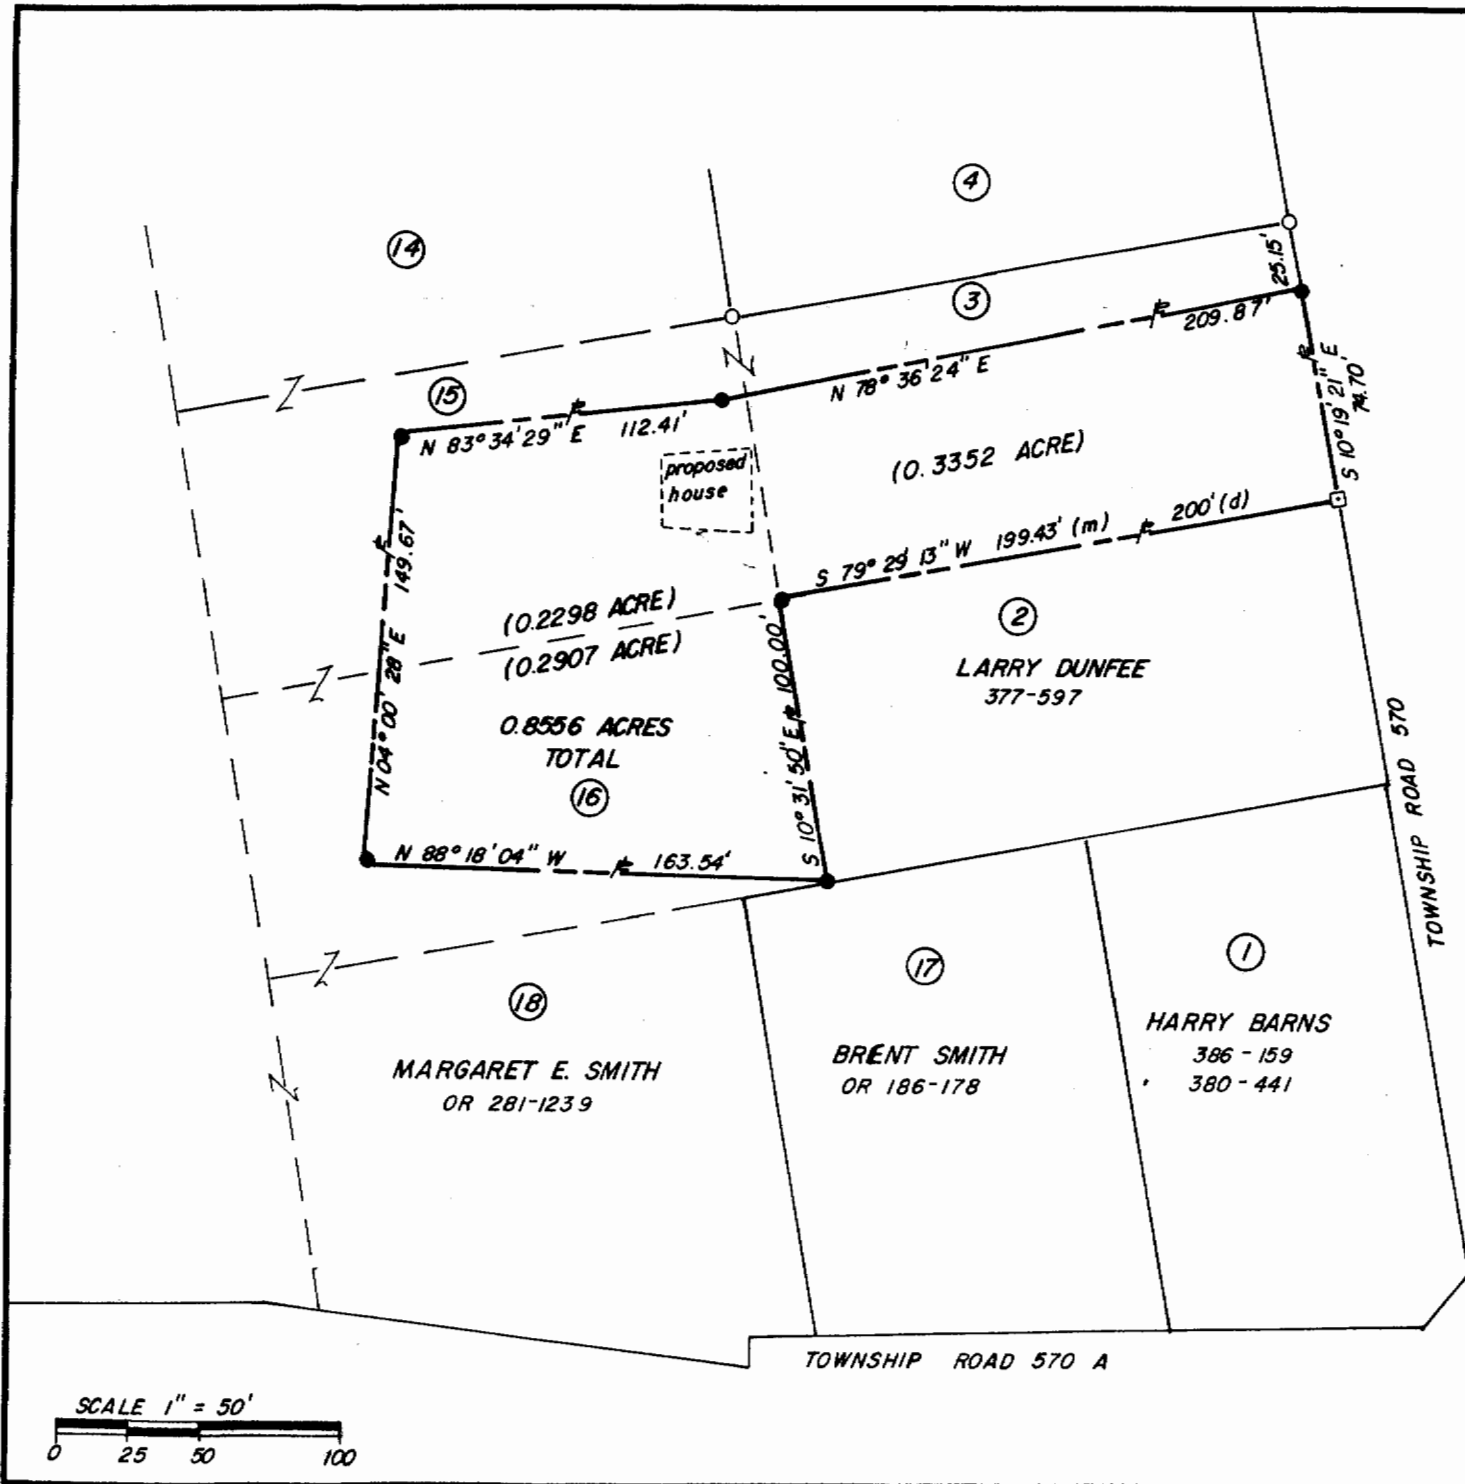 4
14
3
25.15'
209.87'
15
N 78° 36' 24" E
N 83° 34' 29" E 112.41'
S 10° 19' 21" E
74.70'
proposed
house
(0.3352 ACRE)
200' (d)
S 79° 29' 13" W 199.43' (m)
N 04° 00' 28" E 149.67'
(0.2298 ACRE)
(0.2907 ACRE)
2
LARRY DUNFEE
377-597
S 10° 31' 50" E 100.00'
0.8556 ACRES
TOTAL
16
TOWNSHIP ROAD 570
N 88° 18' 04" W 163.54'
17
1
18
HARRY BARNS
386-159
380-441
BRENT SMITH
OR 186-178
MARGARET E. SMITH
OR 281-1239
TOWNSHIP ROAD 570 A
SCALE 1" = 50'
0 25 50 100